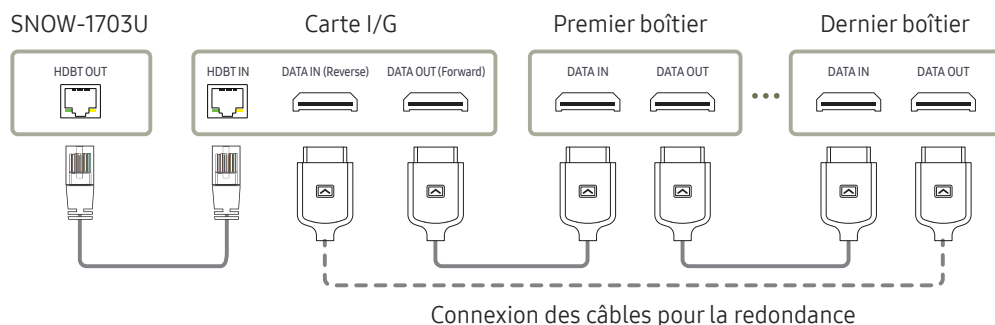 SNOW-1703U Carte I/G Premier boîtier Dernier boîtier
HDBT OUT HDBT IN DATA IN (Reverse) DATA OUT (Forward) DATA IN DATA OUT DATA IN DATA OUT
Connexion des câbles pour la redondance